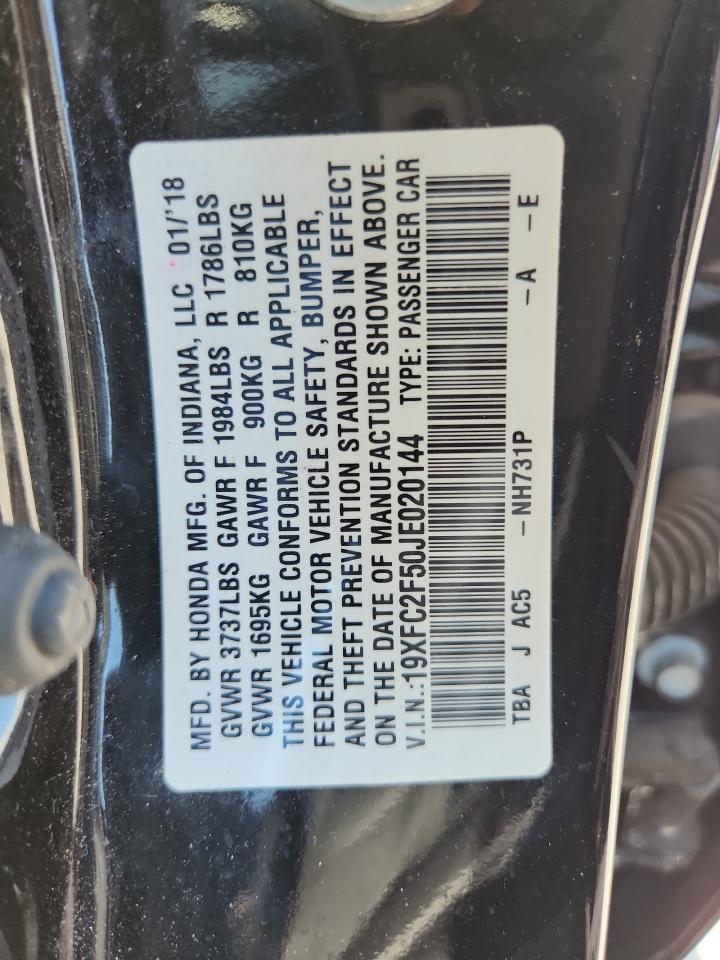 MFD. BY HONDA MFG. OF INDIANA, LLC 01/'18
GVWR 3737LBS GAWR F 1984LBS R 1786LBS
GVWR 1695KG GAWR F 900KG R 810KG
THIS VEHICLE CONFORMS TO ALL APPLICABLE
FEDERAL MOTOR VEHICLE SAFETY, BUMPER,
AND THEFT PREVENTION STANDARDS IN EFFECT
ON THE DATE OF MANUFACTURE SHOWN ABOVE.
V.I.N.:19XFC2F50JE020144 TYPE: PASSENGER CAR
TBA J AC5 -NH731P -A -E